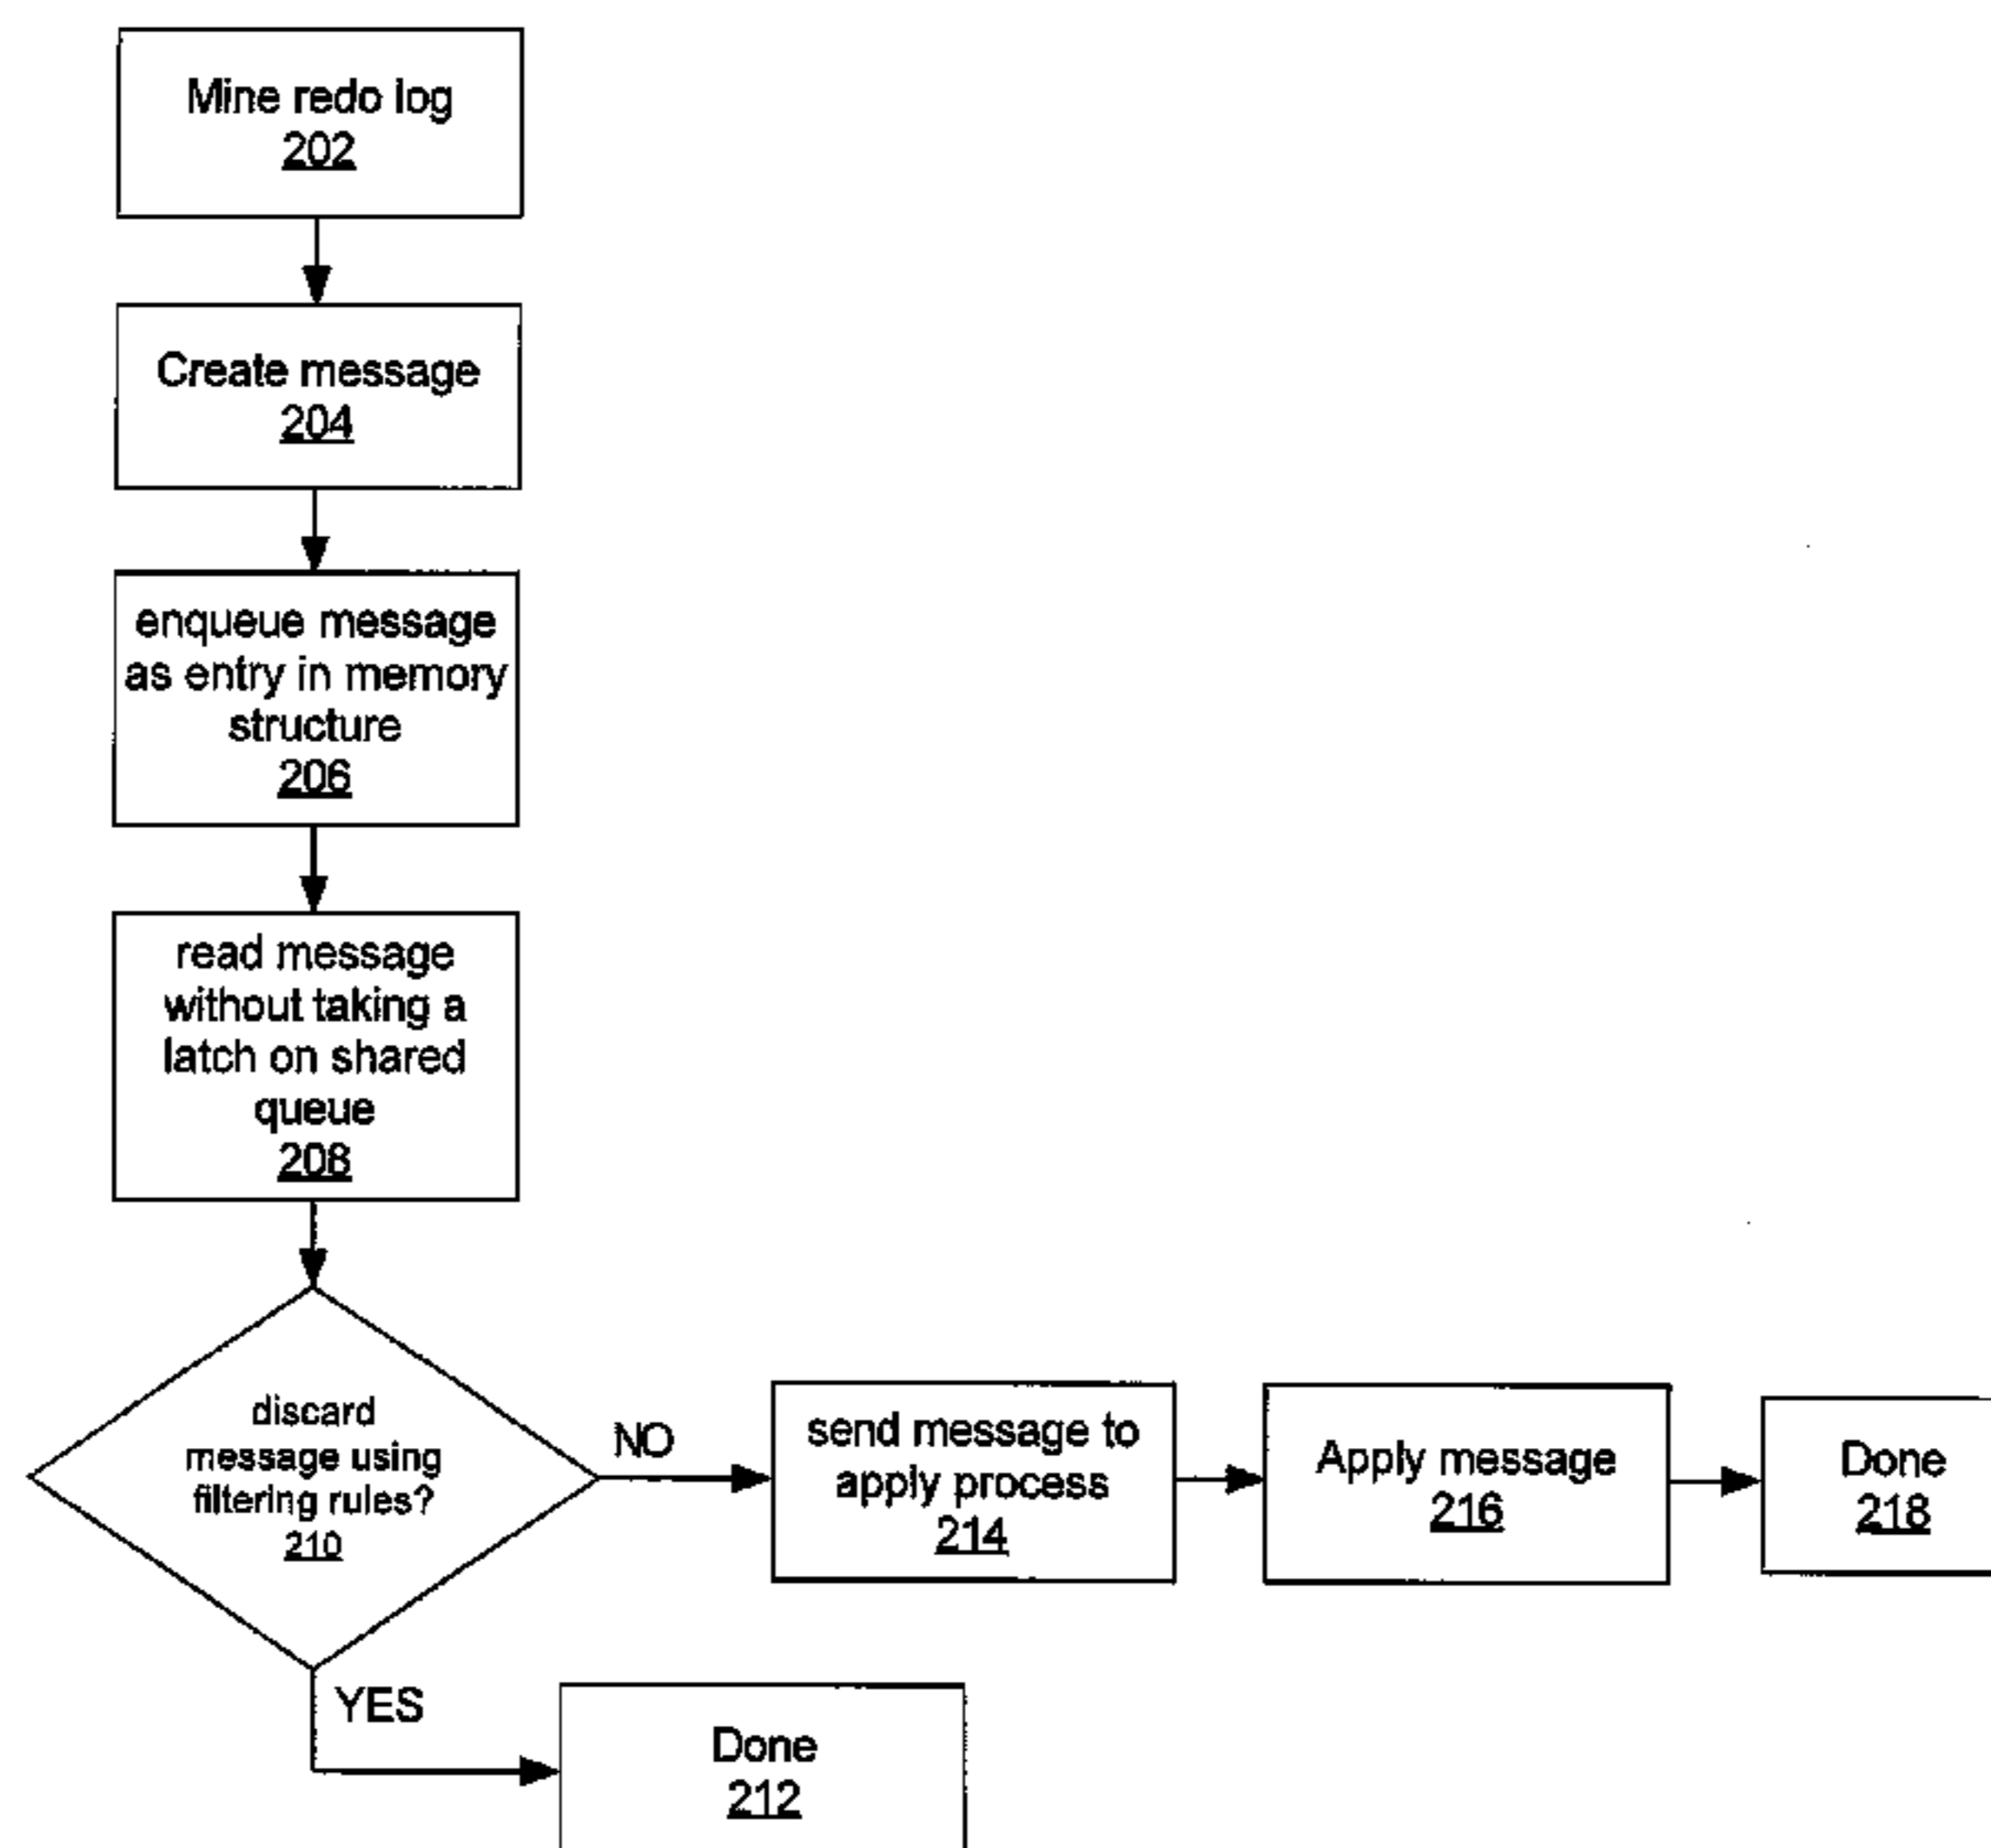 Mine redo log
202
Create message
204
enqueue message
as entry in memory
structure
206
read message
without taking a
latch on shared
queue
208
discard
message using
filtering rules?
210
NO
send message to
apply process
214
Apply message
216
Done
218
YES
Done
212